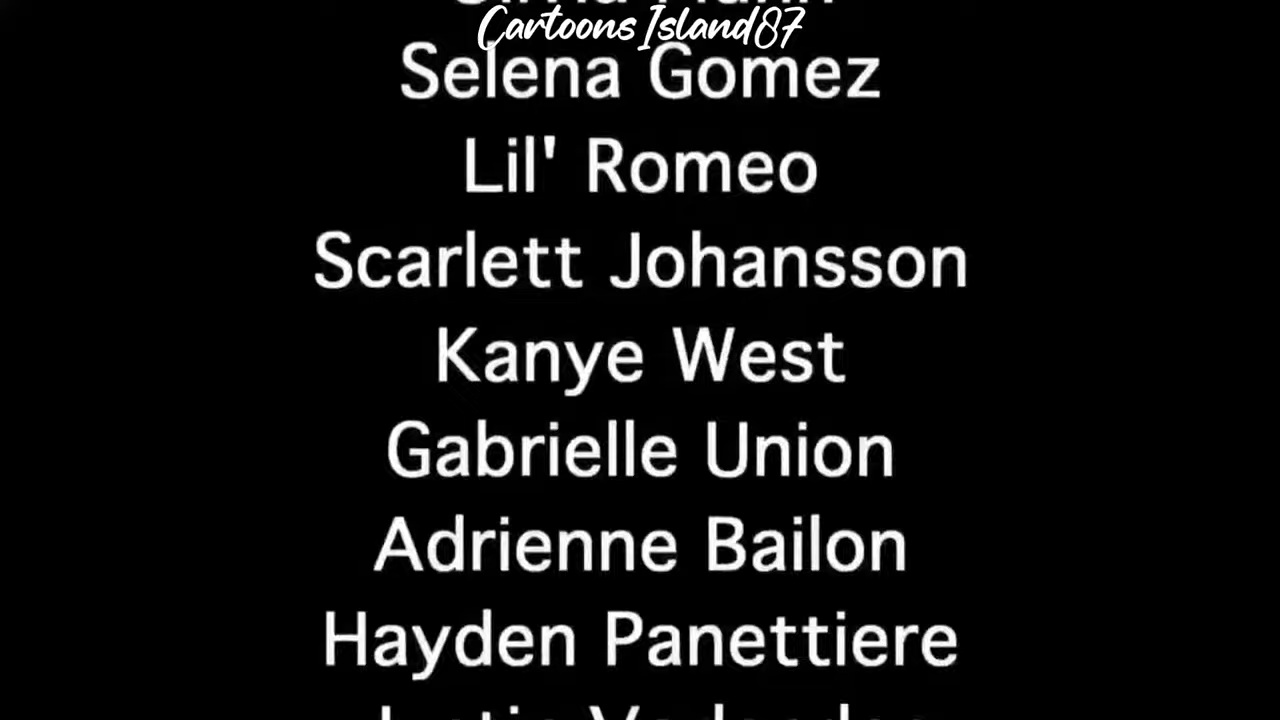 Cartoons Island87
Selena Gomez
Lil' Romeo
Scarlett Johansson
Kanye West
Gabrielle Union
Adrienne Bailon
Hayden Panettiere